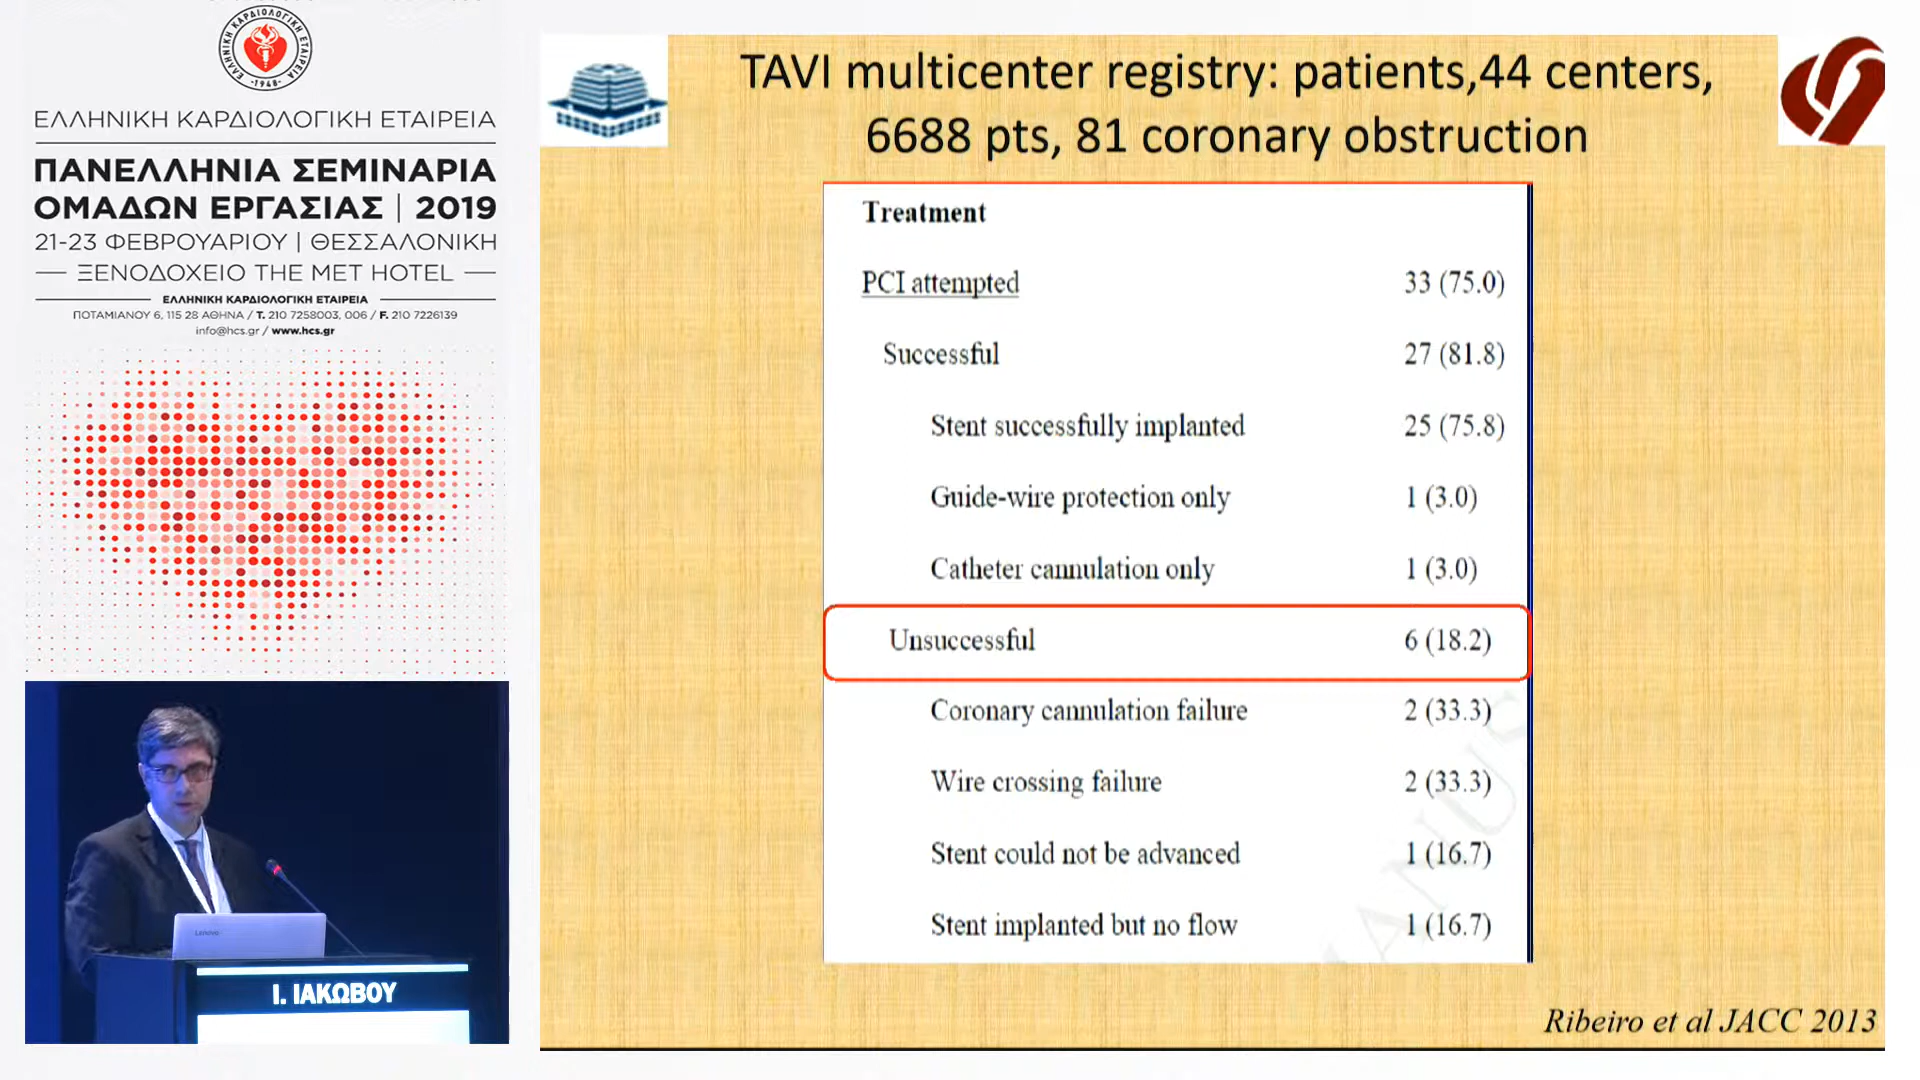 ΕΛΛΗΝΙΚΗ ΚΑΡΔΙΟΛΟΓΙΚΗ ΕΤΑΙΡΕΙΑ
-1948-
ΕΛΛΗΝΙΚΗ ΚΑΡΔΙΟΛΟΓΙΚΗ ΕΤΑΙΡΕΙΑ
ΠΑΝΕΛΛΗΝΙΑ ΣΕΜΙΝΑΡΙΑ
ΟΜΑΔΩΝ ΕΡΓΑΣΙΑΣ | 2019
21-23 ΦΕΒΡΟΥΑΡΙΟΥ | ΘΕΣΣΑΛΟΝΙΚΗ
ΞΕΝΟΔΟΧΕΙΟ THE MET HOTEL
ΕΛΛΗΝΙΚΗ ΚΑΡΔΙΟΛΟΓΙΚΗ ΕΤΑΙΡΕΙΑ
ΠΟΤΑΜΙΑΝΟΥ 6, 115 28 ΑΘΗΝΑ / T. 210 7258003, 006 / F. 210 7226139
info@hcs.gr / www.hcs.gr
Lenovo
Ι. ΙΑΚΩΒΟΥ
TAVI multicenter registry: patients,44 centers,
6688 pts, 81 coronary obstruction
Treatment
PCI attempted 33 (75.0)
Successful 27 (81.8)
Stent successfully implanted 25 (75.8)
Guide-wire protection only 1 (3.0)
Catheter cannulation only 1 (3.0)
Unsuccessful 6 (18.2)
Coronary cannulation failure 2 (33.3)
Wire crossing failure 2 (33.3)
Stent could not be advanced 1 (16.7)
Stent implanted but no flow 1 (16.7)
Ribeiro et al JACC 2013